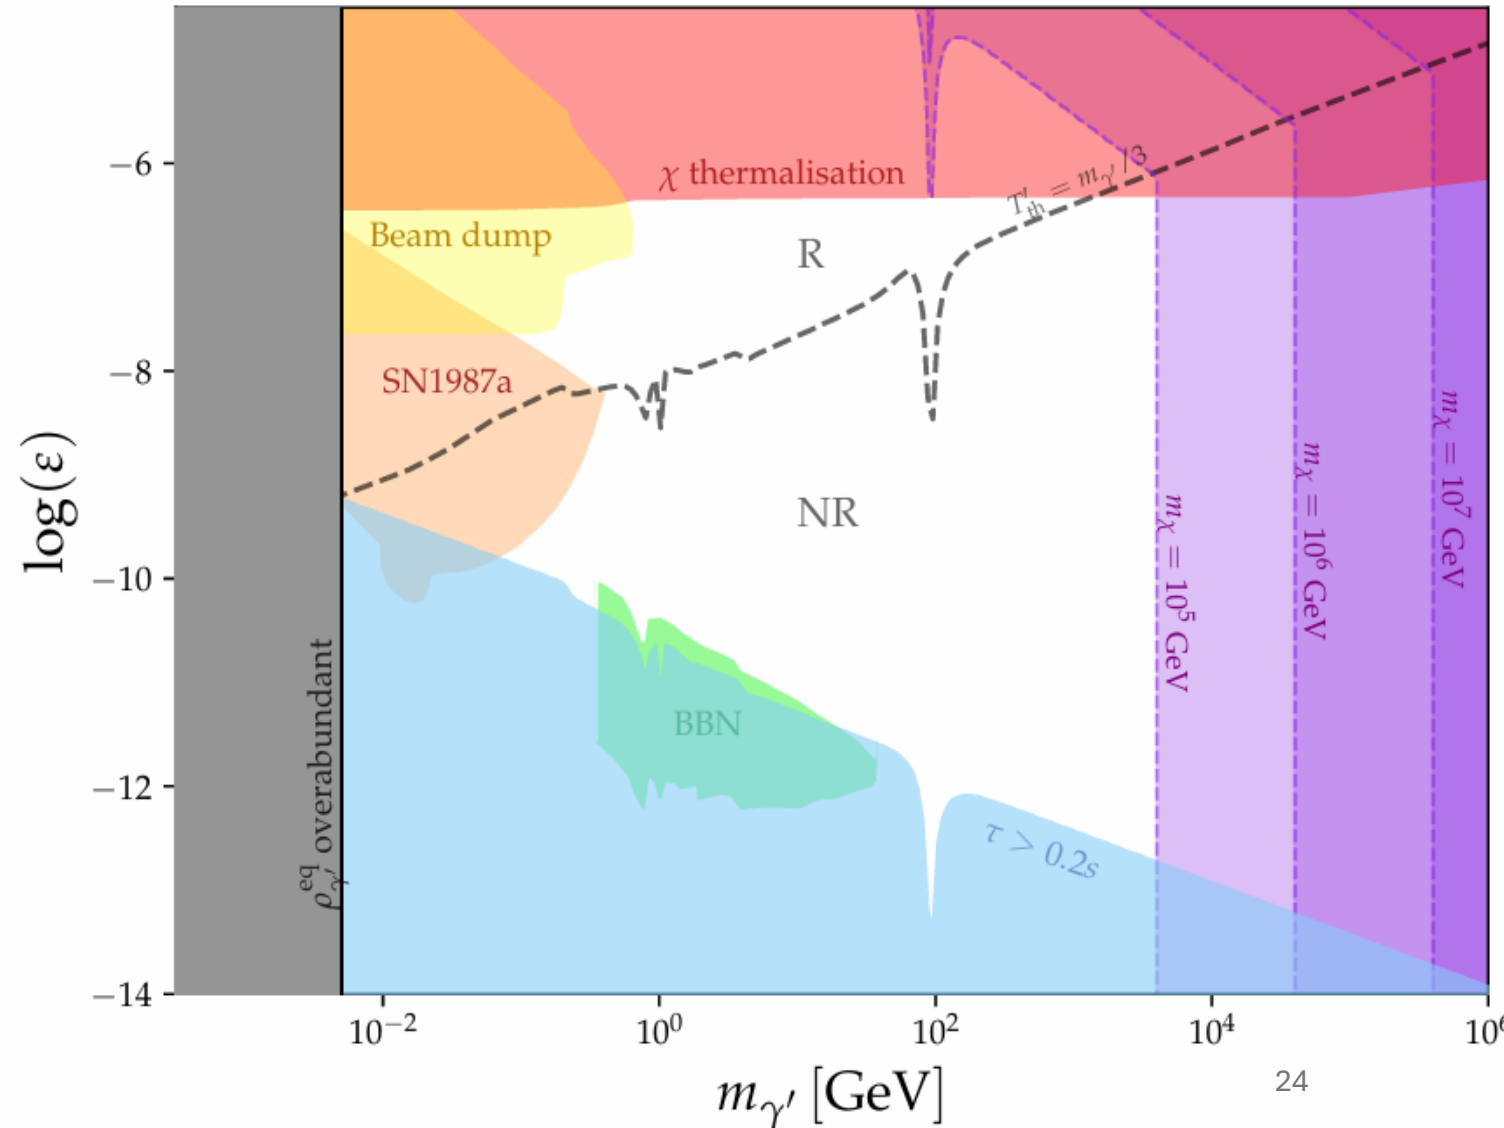 −6
−8
−10
−12
−14
log(ε)
χ thermalisation
T′th = mγ′/3
Beam dump
R
SN1987a
NR
mχ = 10⁵ GeV
mχ = 10⁶ GeV
mχ = 10⁷ GeV
ρ^eq_γ′ overabundant
BBN
τ > 0.2s
10⁻²
10⁰
10²
10⁴
10⁶
mγ′ [GeV]
24